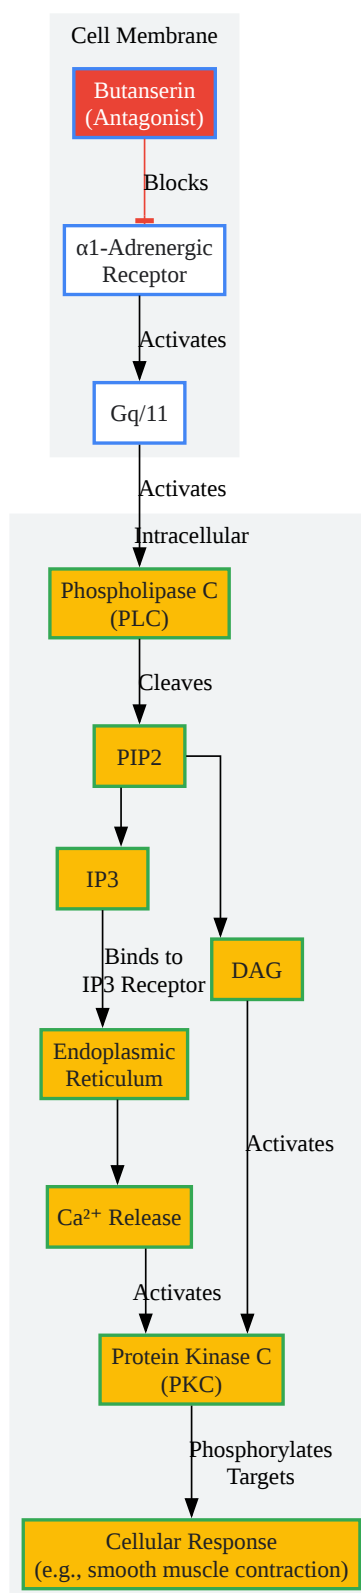 Cell Membrane
Butanserin
(Antagonist)
Blocks
α1-Adrenergic
Receptor
Activates
Gq/11
Activates
Intracellular
Phospholipase C
(PLC)
Cleaves
PIP2
IP3
Binds to
IP3 Receptor
DAG
Endoplasmic
Reticulum
Activates
Ca²⁺ Release
Activates
Protein Kinase C
(PKC)
Phosphorylates
Targets
Cellular Response
(e.g., smooth muscle contraction)